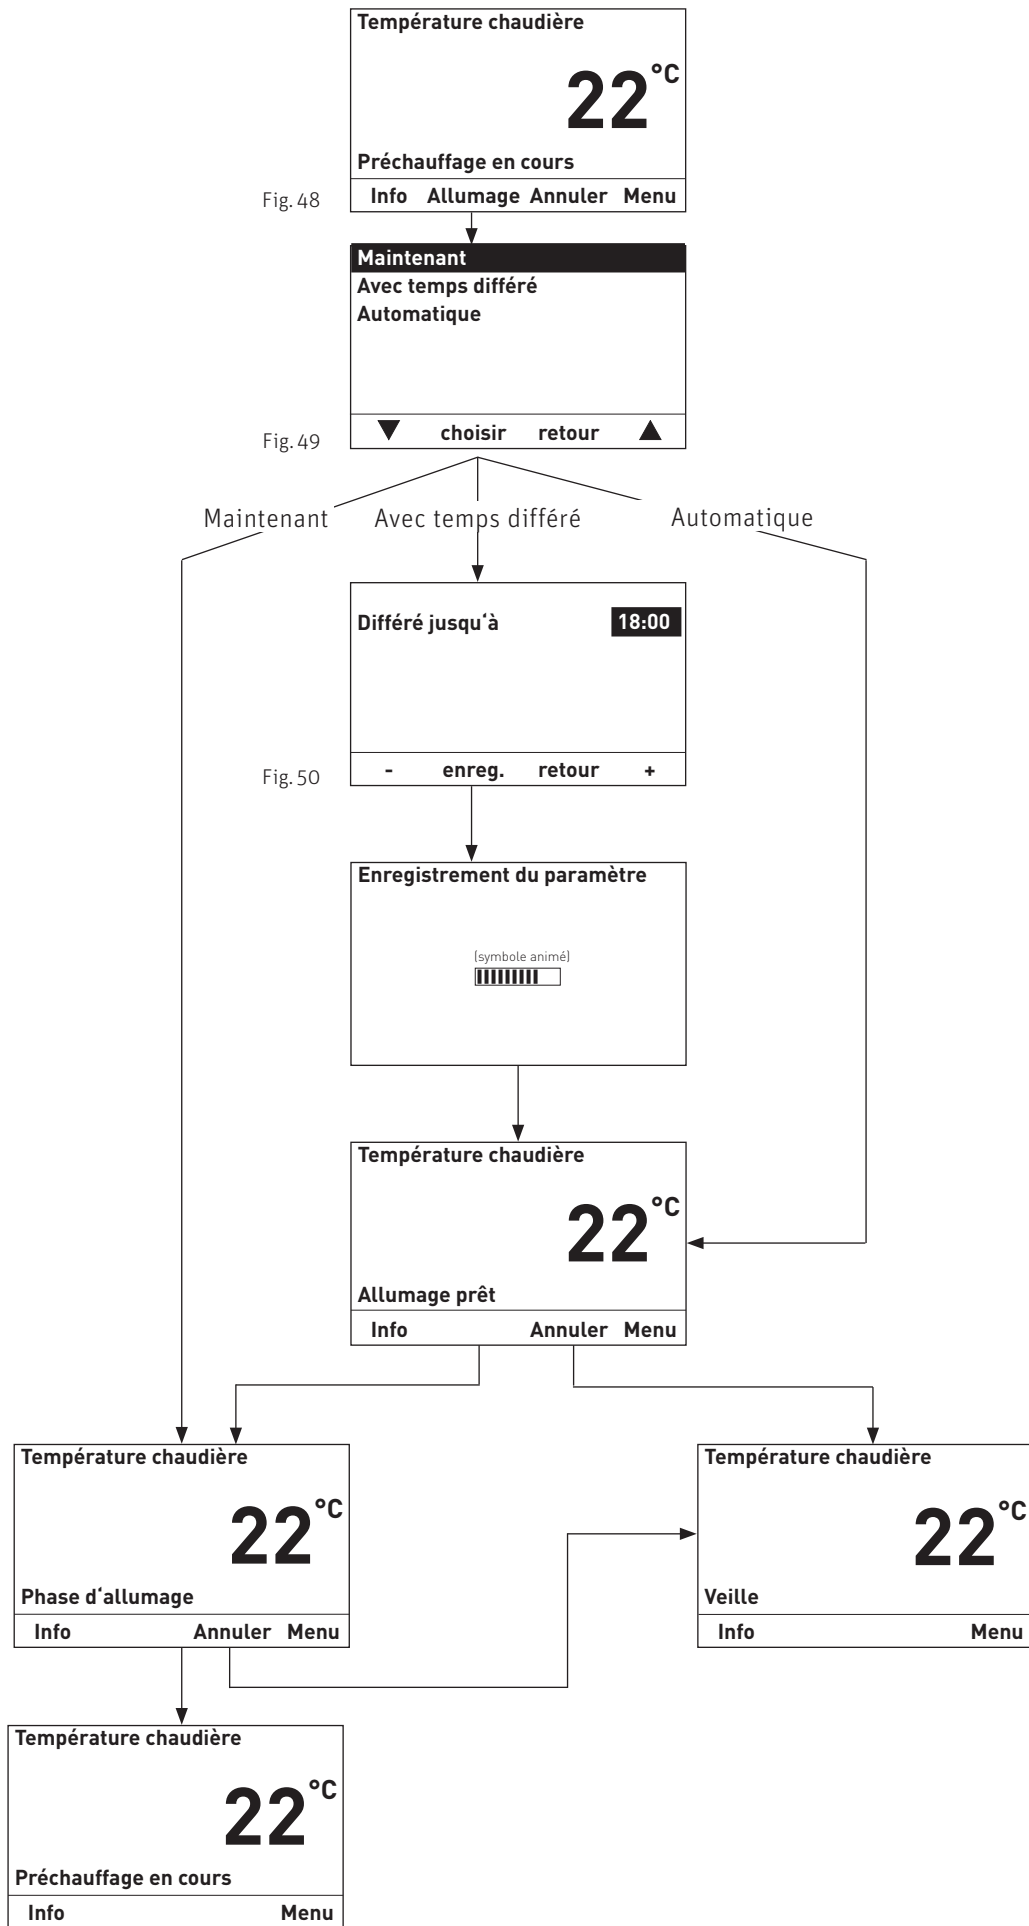 Température chaudière
22 °C
Préchauffage en cours
Info Allumage Annuler Menu
Fig. 48
Maintenant
Avec temps différé
Automatique
▼ choisir retour ▲
Fig. 49
Maintenant Avec temps différé Automatique
Différé jusqu‘à 18:00
- enreg. retour +
Fig. 50
Enregistrement du paramètre
(symbole animé)
Température chaudière
22 °C
Allumage prêt
Info Annuler Menu
Température chaudière
22 °C
Phase d‘allumage
Info Annuler Menu
Température chaudière
22 °C
Veille
Info Menu
Température chaudière
22 °C
Préchauffage en cours
Info Menu